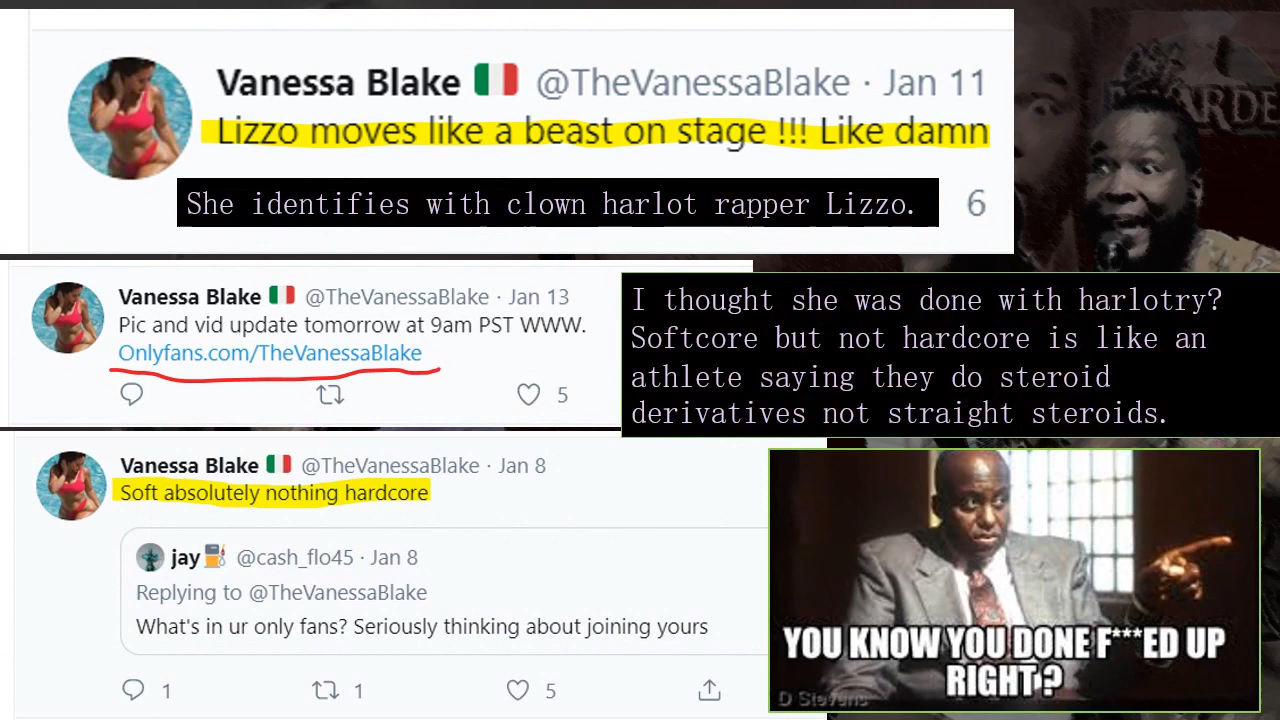 Vanessa Blake 🇮🇹 @TheVanessaBlake · Jan 11
Lizzo moves like a beast on stage !!! Like damn
She identifies with clown harlot rapper Lizzo.
6
Vanessa Blake 🇮🇹 @TheVanessaBlake · Jan 13
Pic and vid update tomorrow at 9am PST WWW.
Onlyfans.com/TheVanessaBlake
5
I thought she was done with harlotry?
Softcore but not hardcore is like an
athlete saying they do steroid
derivatives not straight steroids.
Vanessa Blake 🇮🇹 @TheVanessaBlake · Jan 8
Soft absolutely nothing hardcore
jay⛽ @cash_flo45 · Jan 8
Replying to @TheVanessaBlake
What's in ur only fans? Seriously thinking about joining yours
1 1 5
YOU KNOW YOU DONE F***ED UP
RIGHT?
D Stevens